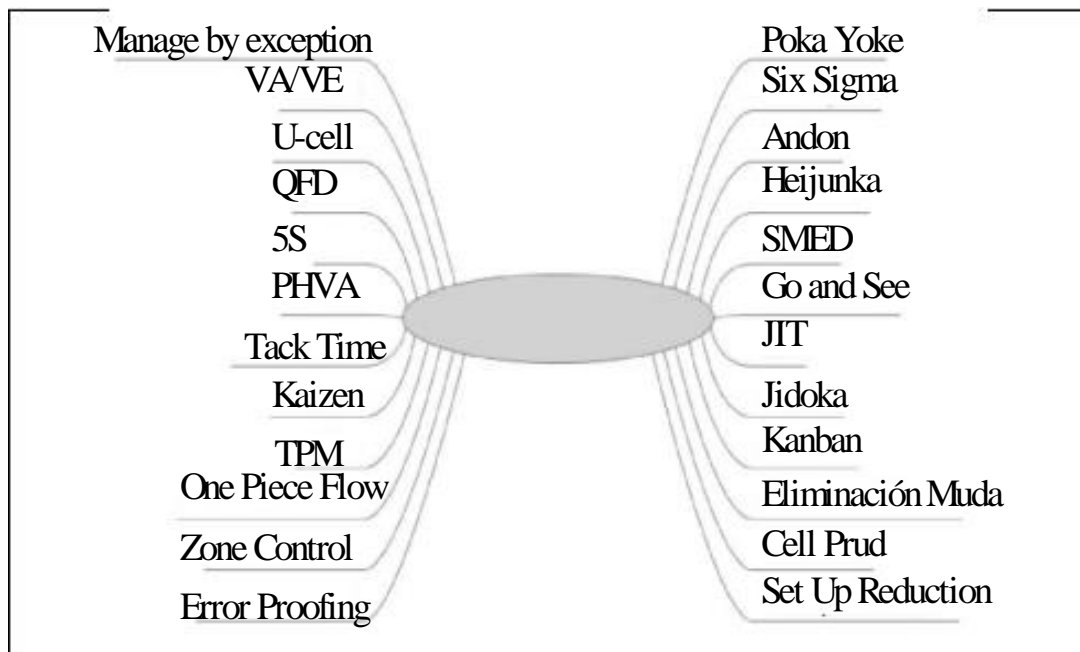 Manage by exception
VA/VE
U-cell
QFD
5S
PHVA
Tack Time
Kaizen
TPM
One Piece Flow
Zone Control
Error Proofing
Poka Yoke
Six Sigma
Andon
Heijunka
SMED
Go and See
JIT
Jidoka
Kanban
Eliminación Muda
Cell Prud
Set Up Reduction